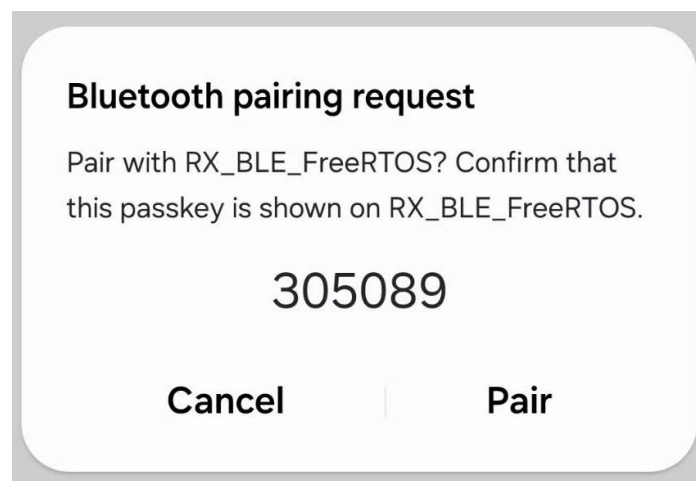 Bluetooth pairing request
Pair with RX_BLE_FreeRTOS? Confirm that
this passkey is shown on RX_BLE_FreeRTOS.
305089
Cancel Pair